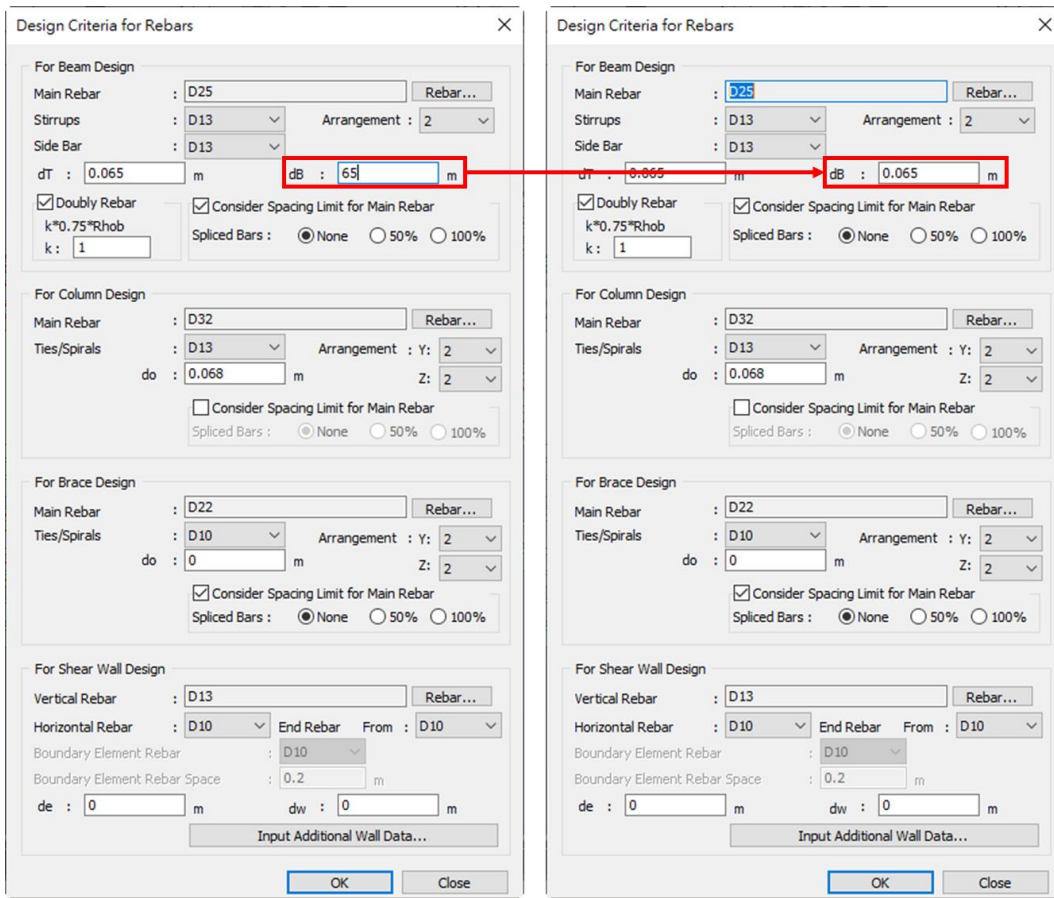 Design Criteria for Rebars
For Beam Design
Main Rebar : D25 Rebar...
Stirrups : D13 Arrangement : 2
Side Bar : D13
dT : 0.065 m dB : 65 m
Doubly Rebar Consider Spacing Limit for Main Rebar
k*0.75*Rhob
Spliced Bars : None 50% 100%
k : 1
For Column Design
Main Rebar : D32 Rebar...
Ties/Spirals : D13 Arrangement : Y: 2
do : 0.068 m Z: 2
Consider Spacing Limit for Main Rebar
Spliced Bars : None 50% 100%
For Brace Design
Main Rebar : D22 Rebar...
Ties/Spirals : D10 Arrangement : Y: 2
do : 0 m Z: 2
Consider Spacing Limit for Main Rebar
Spliced Bars : None 50% 100%
For Shear Wall Design
Vertical Rebar : D13 Rebar...
Horizontal Rebar : D10 End Rebar From : D10
Boundary Element Rebar : D10
Boundary Element Rebar Space : 0.2 m
de : 0 m dw : 0 m
Input Additional Wall Data...
OK Close
Design Criteria for Rebars
For Beam Design
Main Rebar : D25 Rebar...
Stirrups : D13 Arrangement : 2
Side Bar : D13
dT : 0.065 m dB : 0.065 m
Doubly Rebar Consider Spacing Limit for Main Rebar
k*0.75*Rhob
Spliced Bars : None 50% 100%
k : 1
For Column Design
Main Rebar : D32 Rebar...
Ties/Spirals : D13 Arrangement : Y: 2
do : 0.068 m Z: 2
Consider Spacing Limit for Main Rebar
Spliced Bars : None 50% 100%
For Brace Design
Main Rebar : D22 Rebar...
Ties/Spirals : D10 Arrangement : Y: 2
do : 0 m Z: 2
Consider Spacing Limit for Main Rebar
Spliced Bars : None 50% 100%
For Shear Wall Design
Vertical Rebar : D13 Rebar...
Horizontal Rebar : D10 End Rebar From : D10
Boundary Element Rebar : D10
Boundary Element Rebar Space : 0.2 m
de : 0 m dw : 0 m
Input Additional Wall Data...
OK Close